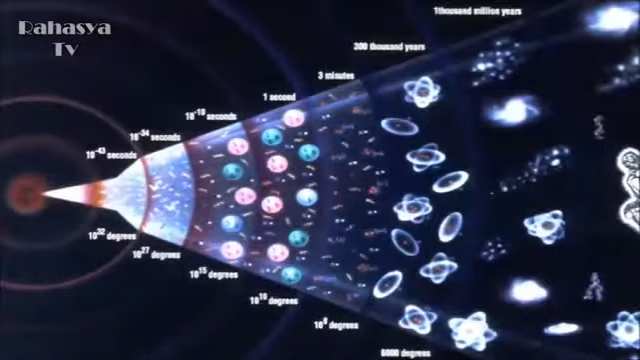 Rahasya
Tv
1thousand million years
300 thousand years
3 minutes
1 second
10-10 seconds
10-34 seconds
10-43 seconds
1032 degrees
1027 degrees
1015 degrees
1010 degrees
109 degrees
6000 degrees